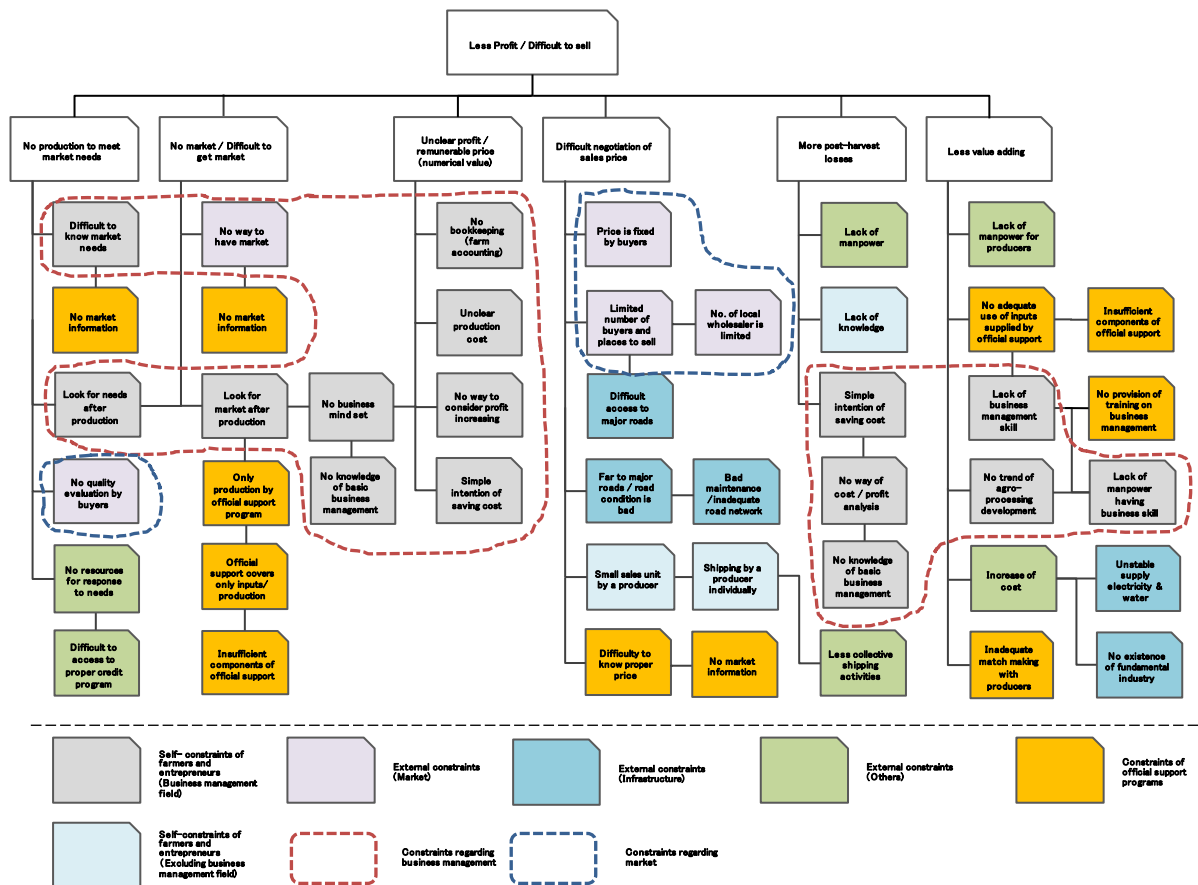 Less Profit / Difficult to sell
No production to meet
market needs
No market / Difficult to
get market
Unclear profit /
remunerable price
(numerical value)
Difficult negotiation of
sales price
More post-harvest
losses
Less value adding
Difficult to
know market
needs
No way to
have market
No
bookkeeping
(farm
accounting)
Price is fixed
by buyers
Lack of
manpower
Lack of
manpower for
producers
No market
information
No market
information
Unclear
production
cost
Limited
number of
buyers and
places to sell
No. of local
wholesaler is
limited
Lack of
knowledge
No adequate
use of inputs
supplied by
official support
Insufficient
components of
official support
Look for needs
after
production
Look for
market after
production
No business
mind set
No way to
consider profit
increasing
Difficult
access to
major roads
Simple
intention of
saving cost
Lack of
business
management
skill
No provision of
training on
business
management
No quality
evaluation by
buyers
Only
production by
official support
program
No knowledge
of basic
business
management
Simple
intention of
saving cost
Far to major
roads / road
condition is
bad
Bad
maintenance
/inadequate
road network
No way of
cost / profit
analysis
No trend of
agro-
processing
development
Lack of
manpower
having
business skill
No resources
for response
to needs
Official
support covers
only inputs/
production
Small sales unit
by a producer
Shipping by a
producer
individually
No knowledge
of basic
business
management
Increase of
cost
Unstable
supply
electricity &
water
Difficult to
access to
proper credit
program
Insufficient
components of
official support
Difficulty to
know proper
price
No market
information
Less collective
shipping
activities
Inadequate
match making
with
producers
No existence
of fundamental
industry
Self- constraints of
farmers and
entrepreneurs
(Business management
field)
External constraints
(Market)
External constraints
(Infrastructure)
External constraints
(Others)
Constraints of
official support
programs
Self-constraints of
farmers and
entrepreneurs
(Excluding business
management field)
Constraints regarding
business management
Constraints regarding
market